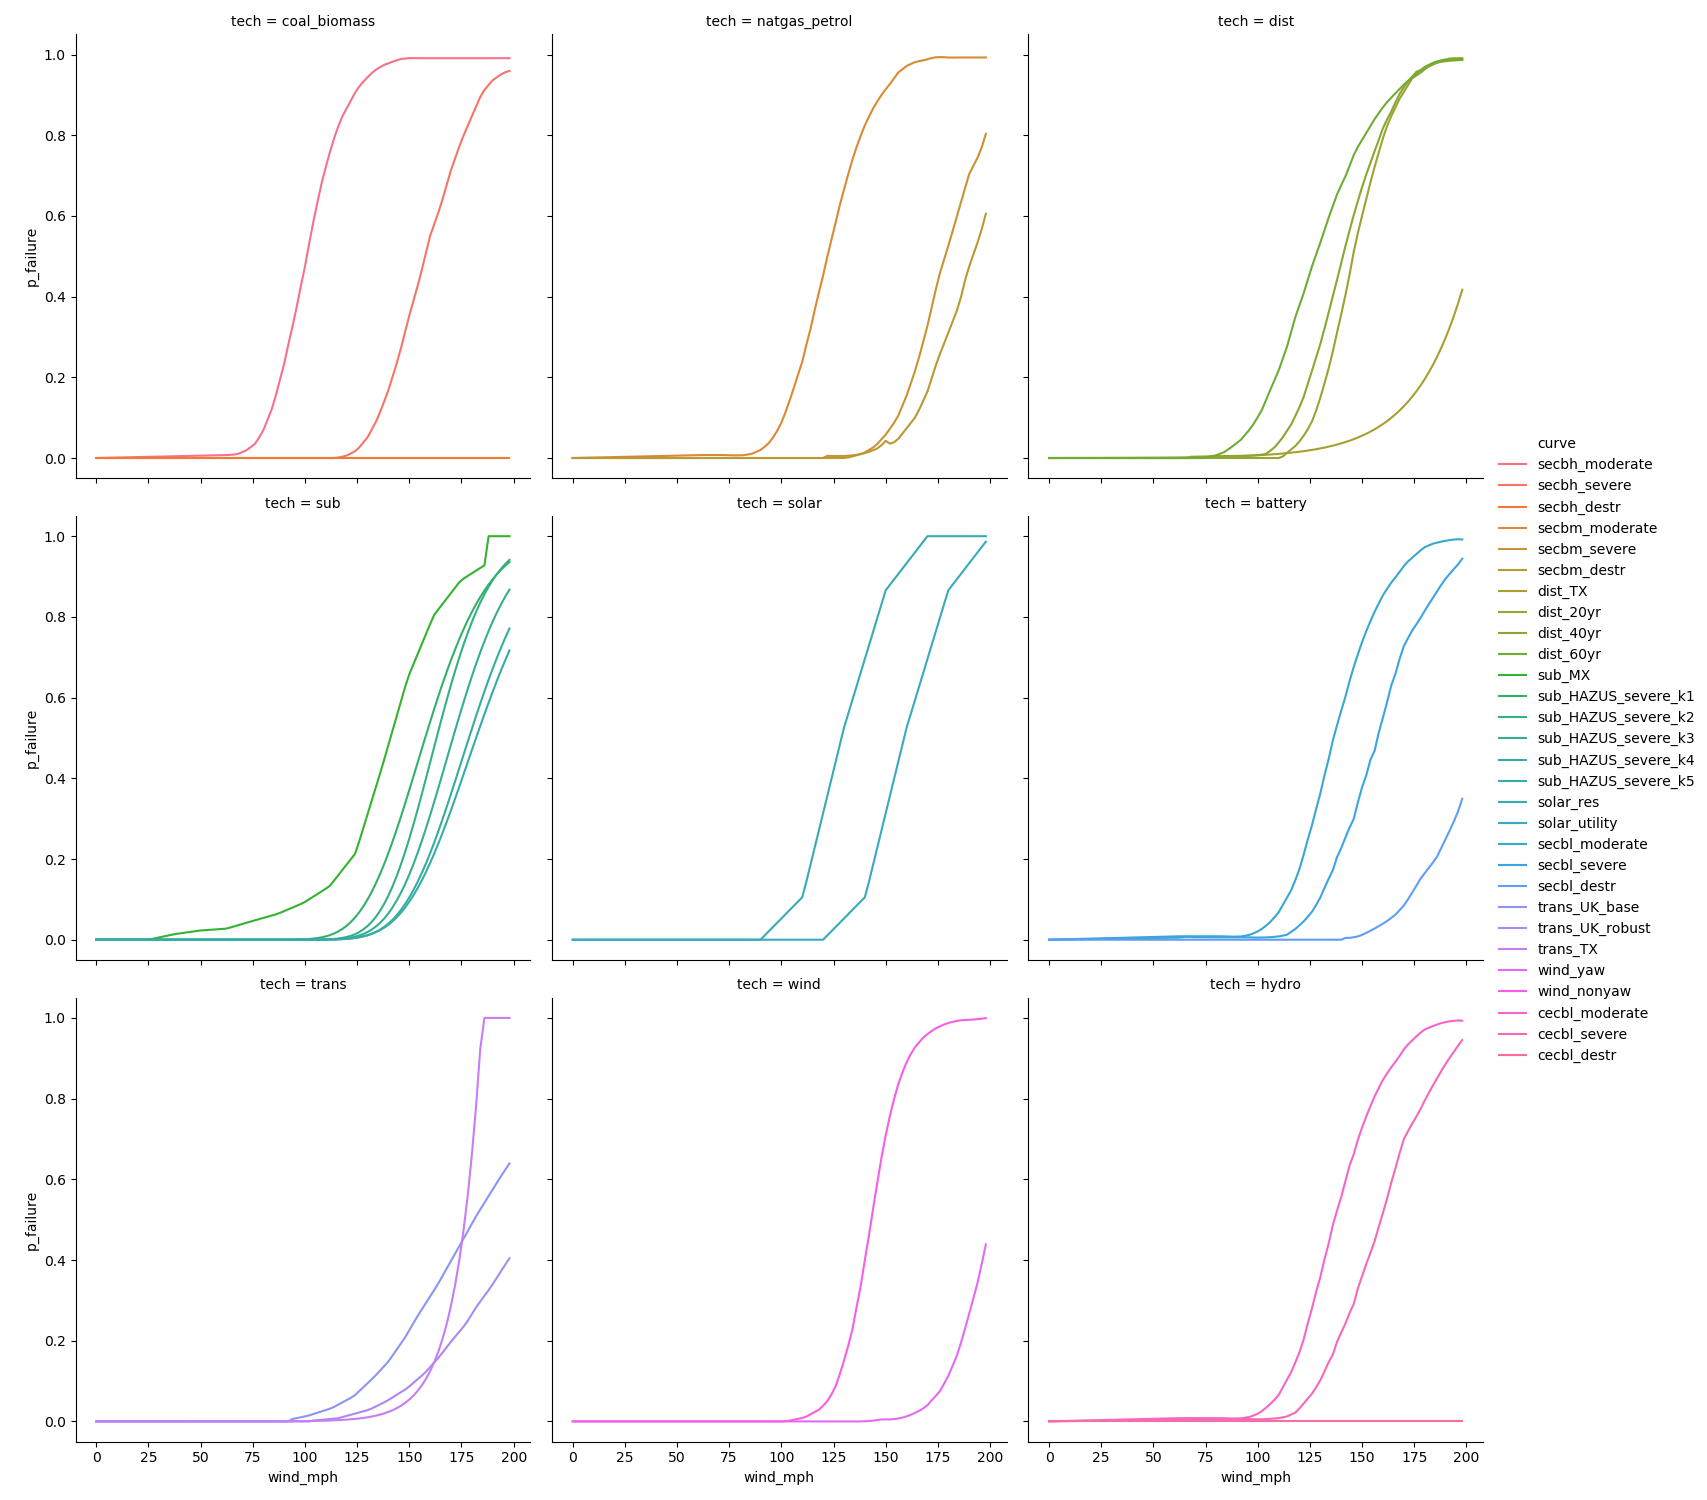 tech = coal_biomass
tech = natgas_petrol
tech = dist
1.0
0.8
0.6
0.4
0.2
0.0
p_failure
tech = sub
tech = solar
tech = battery
1.0
0.8
0.6
0.4
0.2
0.0
p_failure
tech = trans
tech = wind
tech = hydro
1.0
0.8
0.6
0.4
0.2
0.0
p_failure
0 25 50 75 100 125 150 175 200
wind_mph
0 25 50 75 100 125 150 175 200
wind_mph
0 25 50 75 100 125 150 175 200
wind_mph
curve
secbh_moderate
secbh_severe
secbh_destr
secbm_moderate
secbm_severe
secbm_destr
dist_TX
dist_20yr
dist_40yr
dist_60yr
sub_MX
sub_HAZUS_severe_k1
sub_HAZUS_severe_k2
sub_HAZUS_severe_k3
sub_HAZUS_severe_k4
sub_HAZUS_severe_k5
solar_res
solar_utility
secbl_moderate
secbl_severe
secbl_destr
trans_UK_base
trans_UK_robust
trans_TX
wind_yaw
wind_nonyaw
cecbl_moderate
cecbl_severe
cecbl_destr